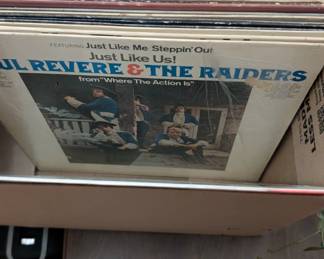 FEATURING Just Like Me Steppin' Out
Just Like Us!
UL REVERE & THE RAIDERS
from "Where The Action Is"